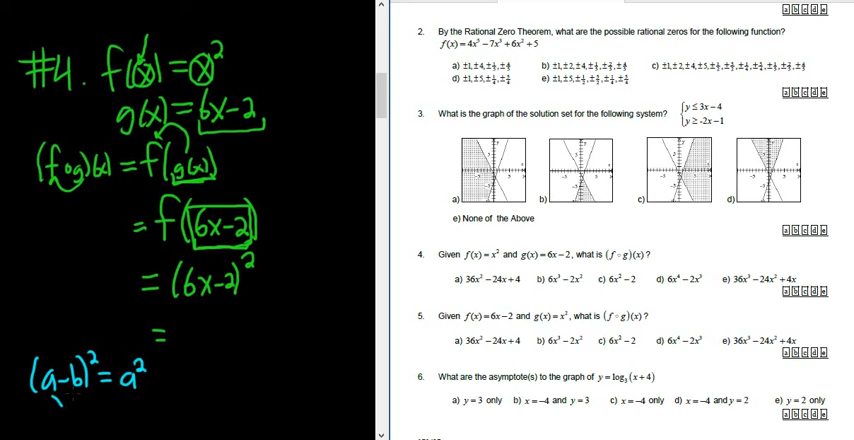 #4. f(x) = x²
g(x) = 6x-2
(f∘g)(x) = f(g(x))
= f(6x-2)
= (6x-2)²
=
(a-b)² = a²
a b c d e
2. By the Rational Zero Theorem, what are the possible rational zeros for the following function?
a) b) c)
d) e)
a b c d e
3. What is the graph of the solution set for the following system? { y ≤ 3x - 4
y ≥ -2x - 1
a) b) c) d)
e) None of the Above
a b c d e
4. Given f(x) = x² and g(x) = 6x - 2, what is (f ∘ g)(x) ?
a) 36x² - 24x + 4 b) 6x³ - 2x² c) 6x² - 2 d) 6x⁴ - 2x³ e) 36x³ - 24x² + 4x
a b c d e
5. Given f(x) = 6x - 2 and g(x) = x², what is (f ∘ g)(x) ?
a) 36x² - 24x + 4 b) 6x³ - 2x² c) 6x² - 2 d) 6x⁴ - 2x³ e) 36x³ - 24x² + 4x
a b c d e
6. What are the asymptote(s) to the graph of y = log₃(x + 4)
a) y = 3 only b) x = -4 and y = 3 c) x = -4 only d) x = -4 and y = 2 e) y = 2 only
a b c d e